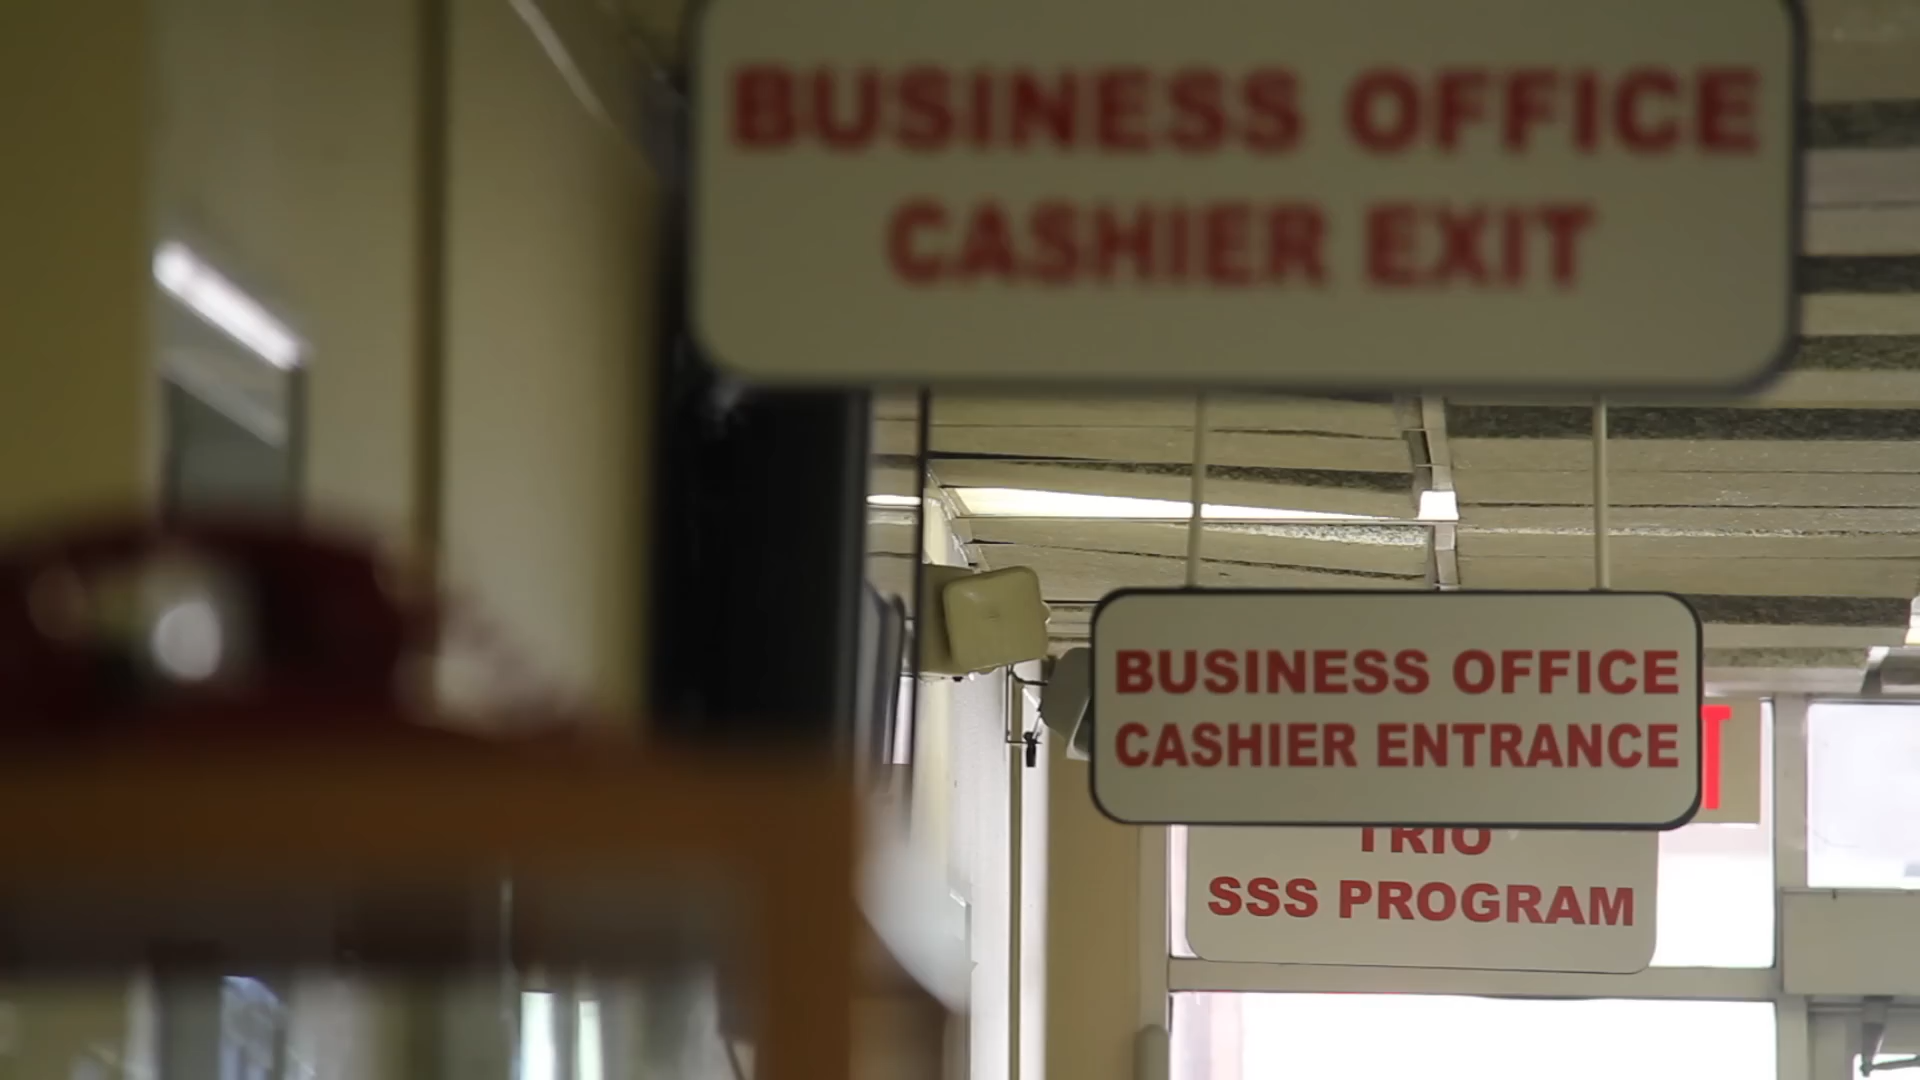 BUSINESS OFFICE
CASHIER EXIT
BUSINESS OFFICE
CASHIER ENTRANCE
T
TRIO
SSS PROGRAM